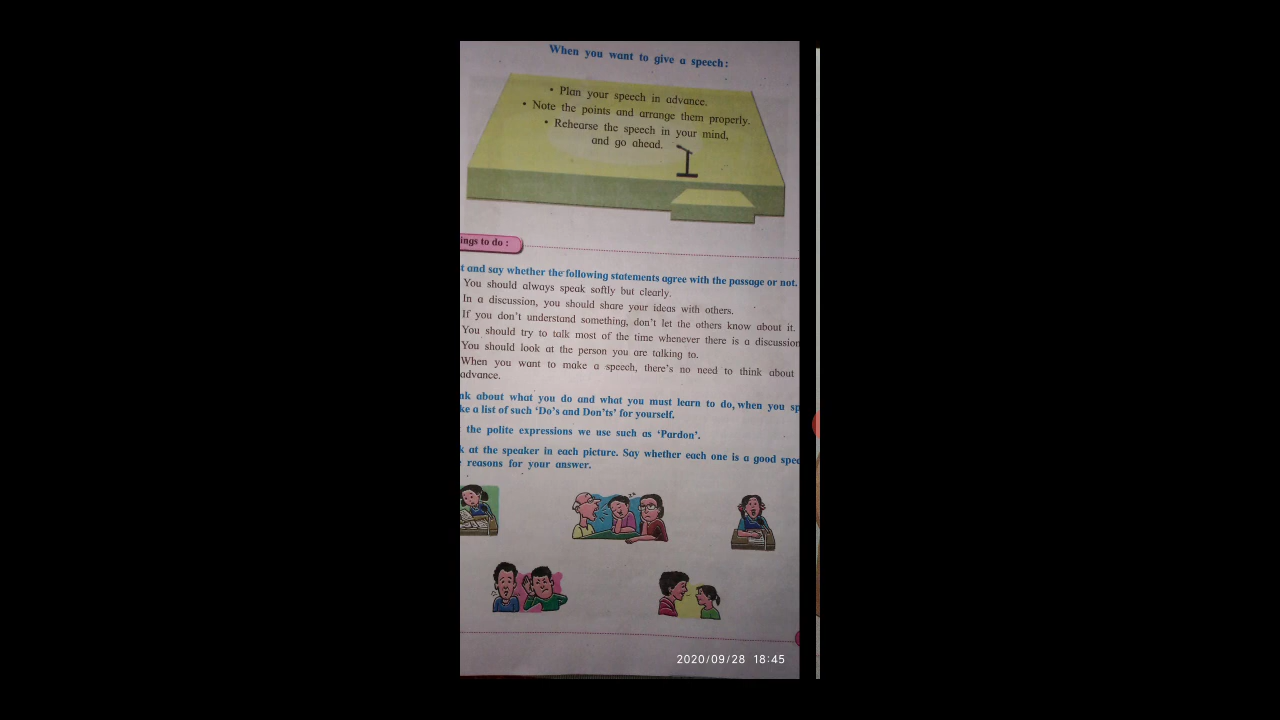 When you want to give a speech:
• Plan your speech in advance.
• Note the points and arrange them properly.
• Rehearse the speech in your mind,
and go ahead.
ings to do :
t and say whether the following statements agree with the passage or not.
You should always speak softly but clearly.
In a discussion, you should share your ideas with others.
If you don't understand something, don't let the others know about it.
You should try to talk most of the time whenever there is a discussion
You should look at the person you are talking to.
When you want to make a speech, there's no need to think about
advance.
nk about what you do and what you must learn to do, when you sp
ke a list of such 'Do's and Don'ts' for yourself.
the polite expressions we use such as 'Pardon'.
k at the speaker in each picture. Say whether each one is a good spea
reasons for your answer.
2020/09/28 18:45